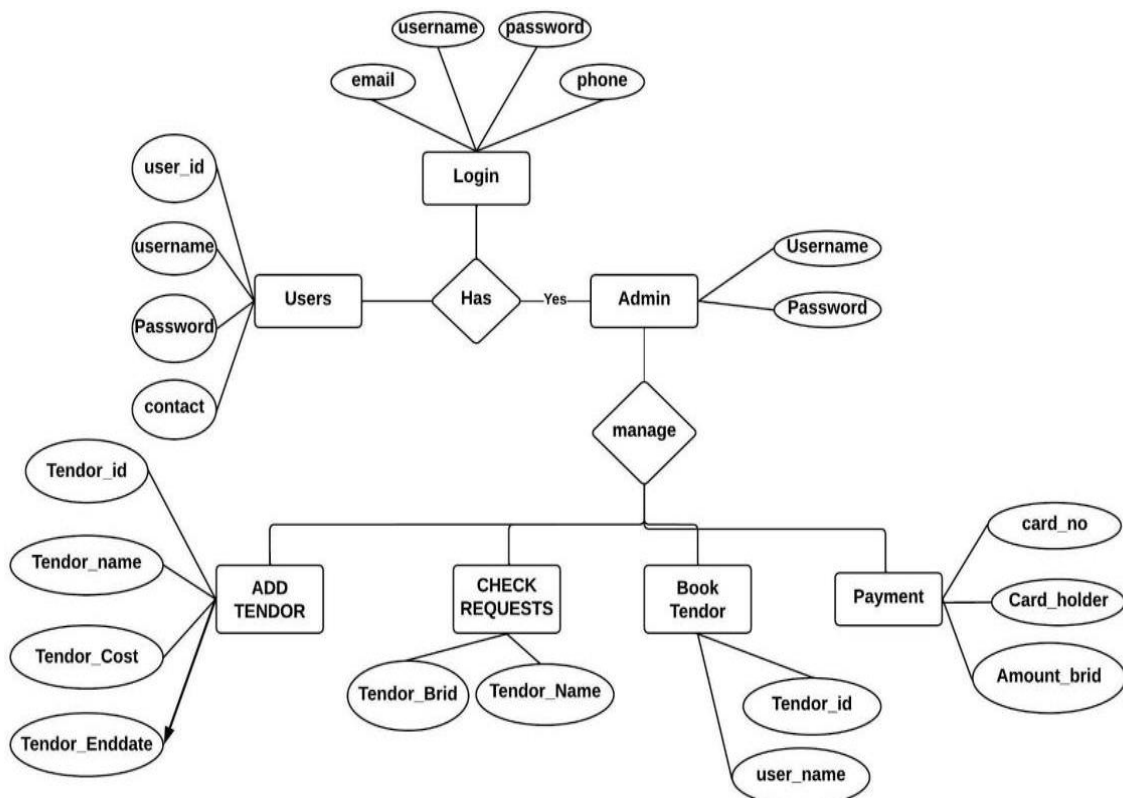 username
password
email
phone
Login
user_id
username
Password
contact
Users
Has
Yes
Admin
Username
Password
manage
Tendor_id
Tendor_name
Tendor_Cost
Tendor_Enddate
ADD
TENDOR
CHECK
REQUESTS
Tendor_Brid
Tendor_Name
Book
Tendor
Tendor_id
user_name
Payment
card_no
Card_holder
Amount_brid